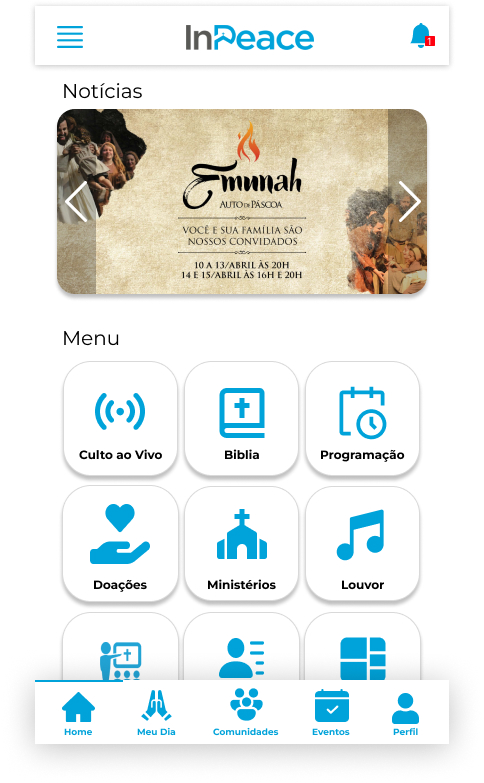 InPeace
1
Notícias
Emunah
AUTO DE PÁSCOA
VOCÊ E SUA FAMÍLIA SÃO
NOSSOS CONVIDADOS
10 A 13/ABRIL ÀS 20H
14 E 15/ABRIL ÀS 16H E 20H
Menu
Culto ao Vivo
Biblia
Programação
Doações
Ministérios
Louvor
Home
Meu Dia
Comunidades
Eventos
Perfil